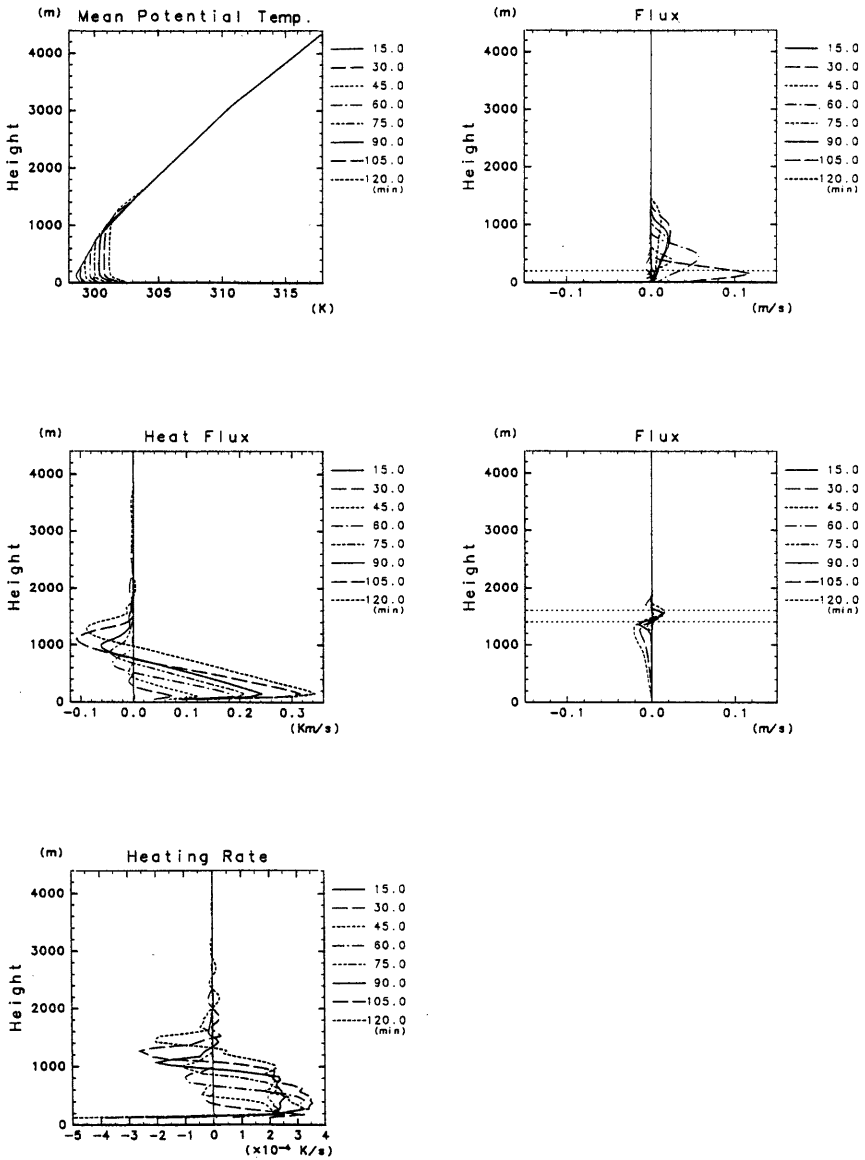 (m) Mean Potential Temp.
4000
3000
2000
1000
0
Height
300 305 310 315
(K)
15.0
30.0
45.0
60.0
75.0
90.0
105.0
120.0
(min)
(m) Flux
4000
3000
2000
1000
0
Height
-0.1 0.0 0.1
(m/s)
15.0
30.0
45.0
60.0
75.0
90.0
105.0
120.0
(min)
(m) Heat Flux
4000
3000
2000
1000
0
Height
-0.1 0.0 0.1 0.2 0.3
(Km/s)
15.0
30.0
45.0
60.0
75.0
90.0
105.0
120.0
(min)
(m) Flux
4000
3000
2000
1000
0
Height
-0.1 0.0 0.1
(m/s)
15.0
30.0
45.0
60.0
75.0
90.0
105.0
120.0
(min)
(m) Heating Rate
4000
3000
2000
1000
0
Height
-5 -4 -3 -2 -1 0 1 2 3 4
(×10⁻⁴ K/s)
15.0
30.0
45.0
60.0
75.0
90.0
105.0
120.0
(min)